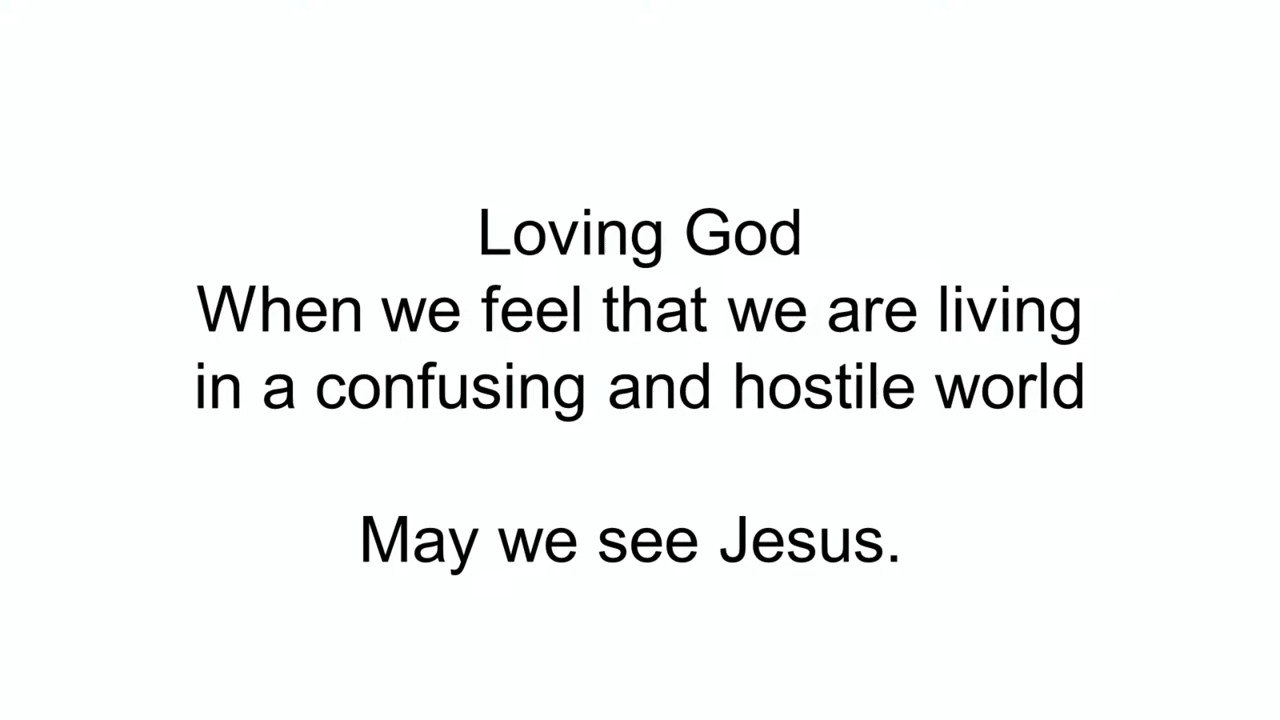 Loving God
When we feel that we are living
in a confusing and hostile world
May we see Jesus.